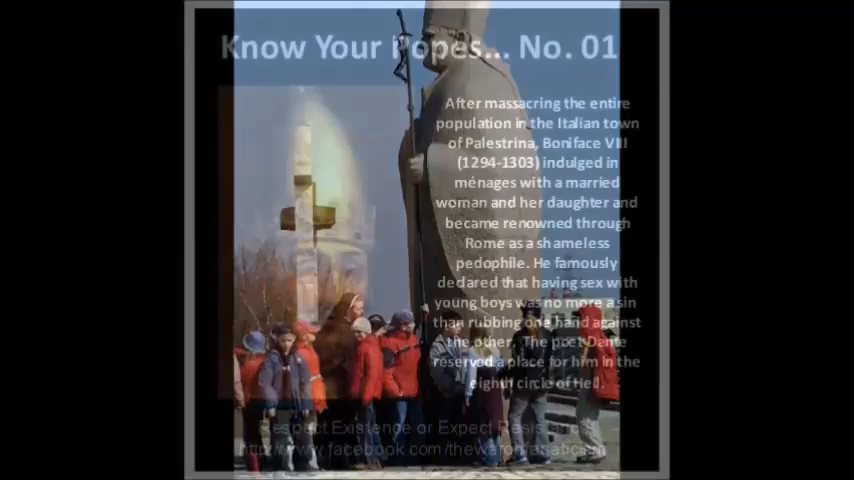 Know Your Popes... No. 01
After massacring the entire
population in the Italian town
of Palestrina, Boniface VIII
(1294-1303) indulged in
ménages with a married
woman and her daughter and
became renowned through
Rome as a shameless
pedophile. He famously
declared that having sex with
young boys was no more a sin
than rubbing one hand against
the other. The poet Dante
reserved a place for him in the
eighth circle of Hell.
Respect Existence or Expect Resistance
http://www.facebook.com/thewaronfanaticism